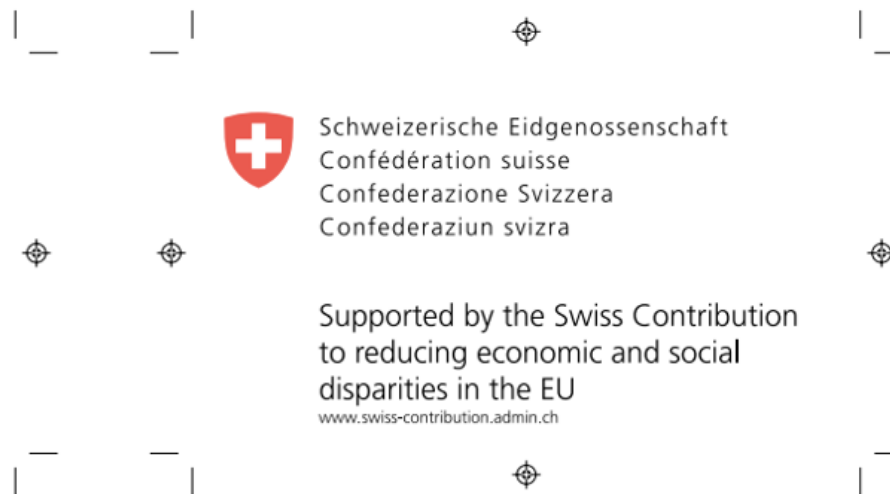 Schweizerische Eidgenossenschaft
Confédération suisse
Confederazione Svizzera
Confederaziun svizra
Supported by the Swiss Contribution
to reducing economic and social
disparities in the EU
www.swiss-contribution.admin.ch